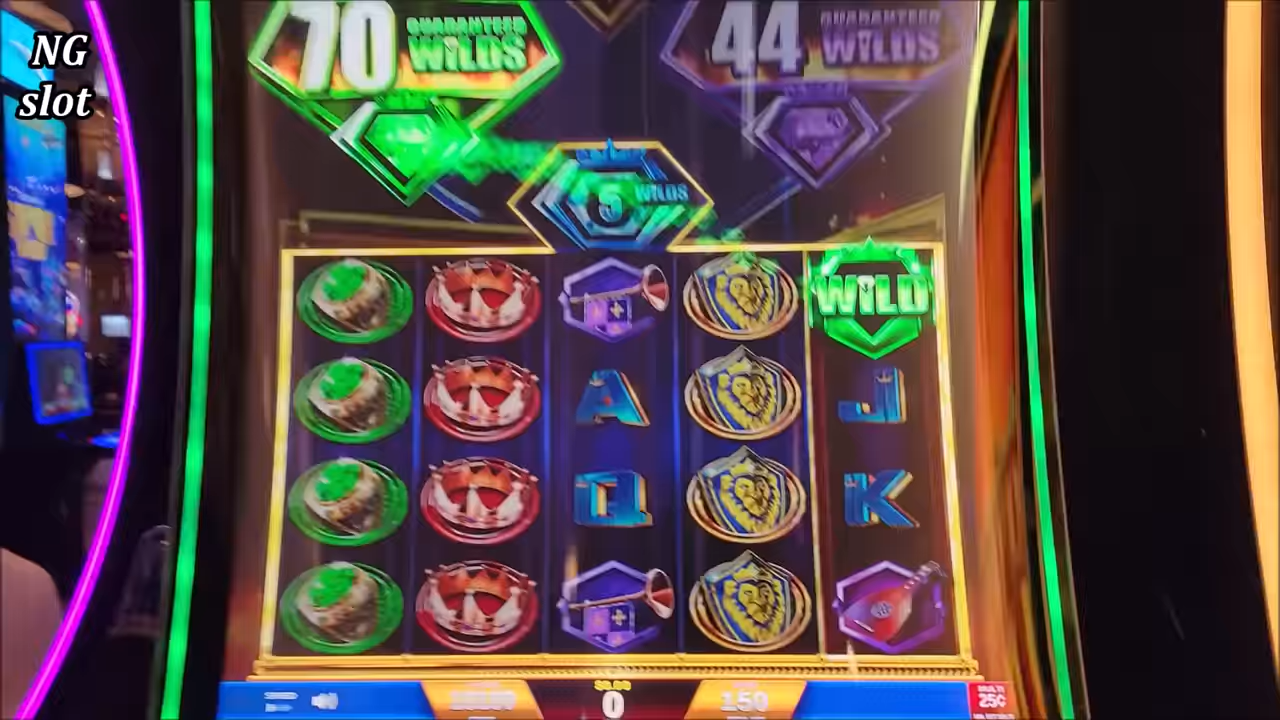 NG
slot
70 GUARANTEED
WILDS
44 GUARANTEED
WILDS
5 WILDS
WILD
A
J
Q
K
0
150
25¢